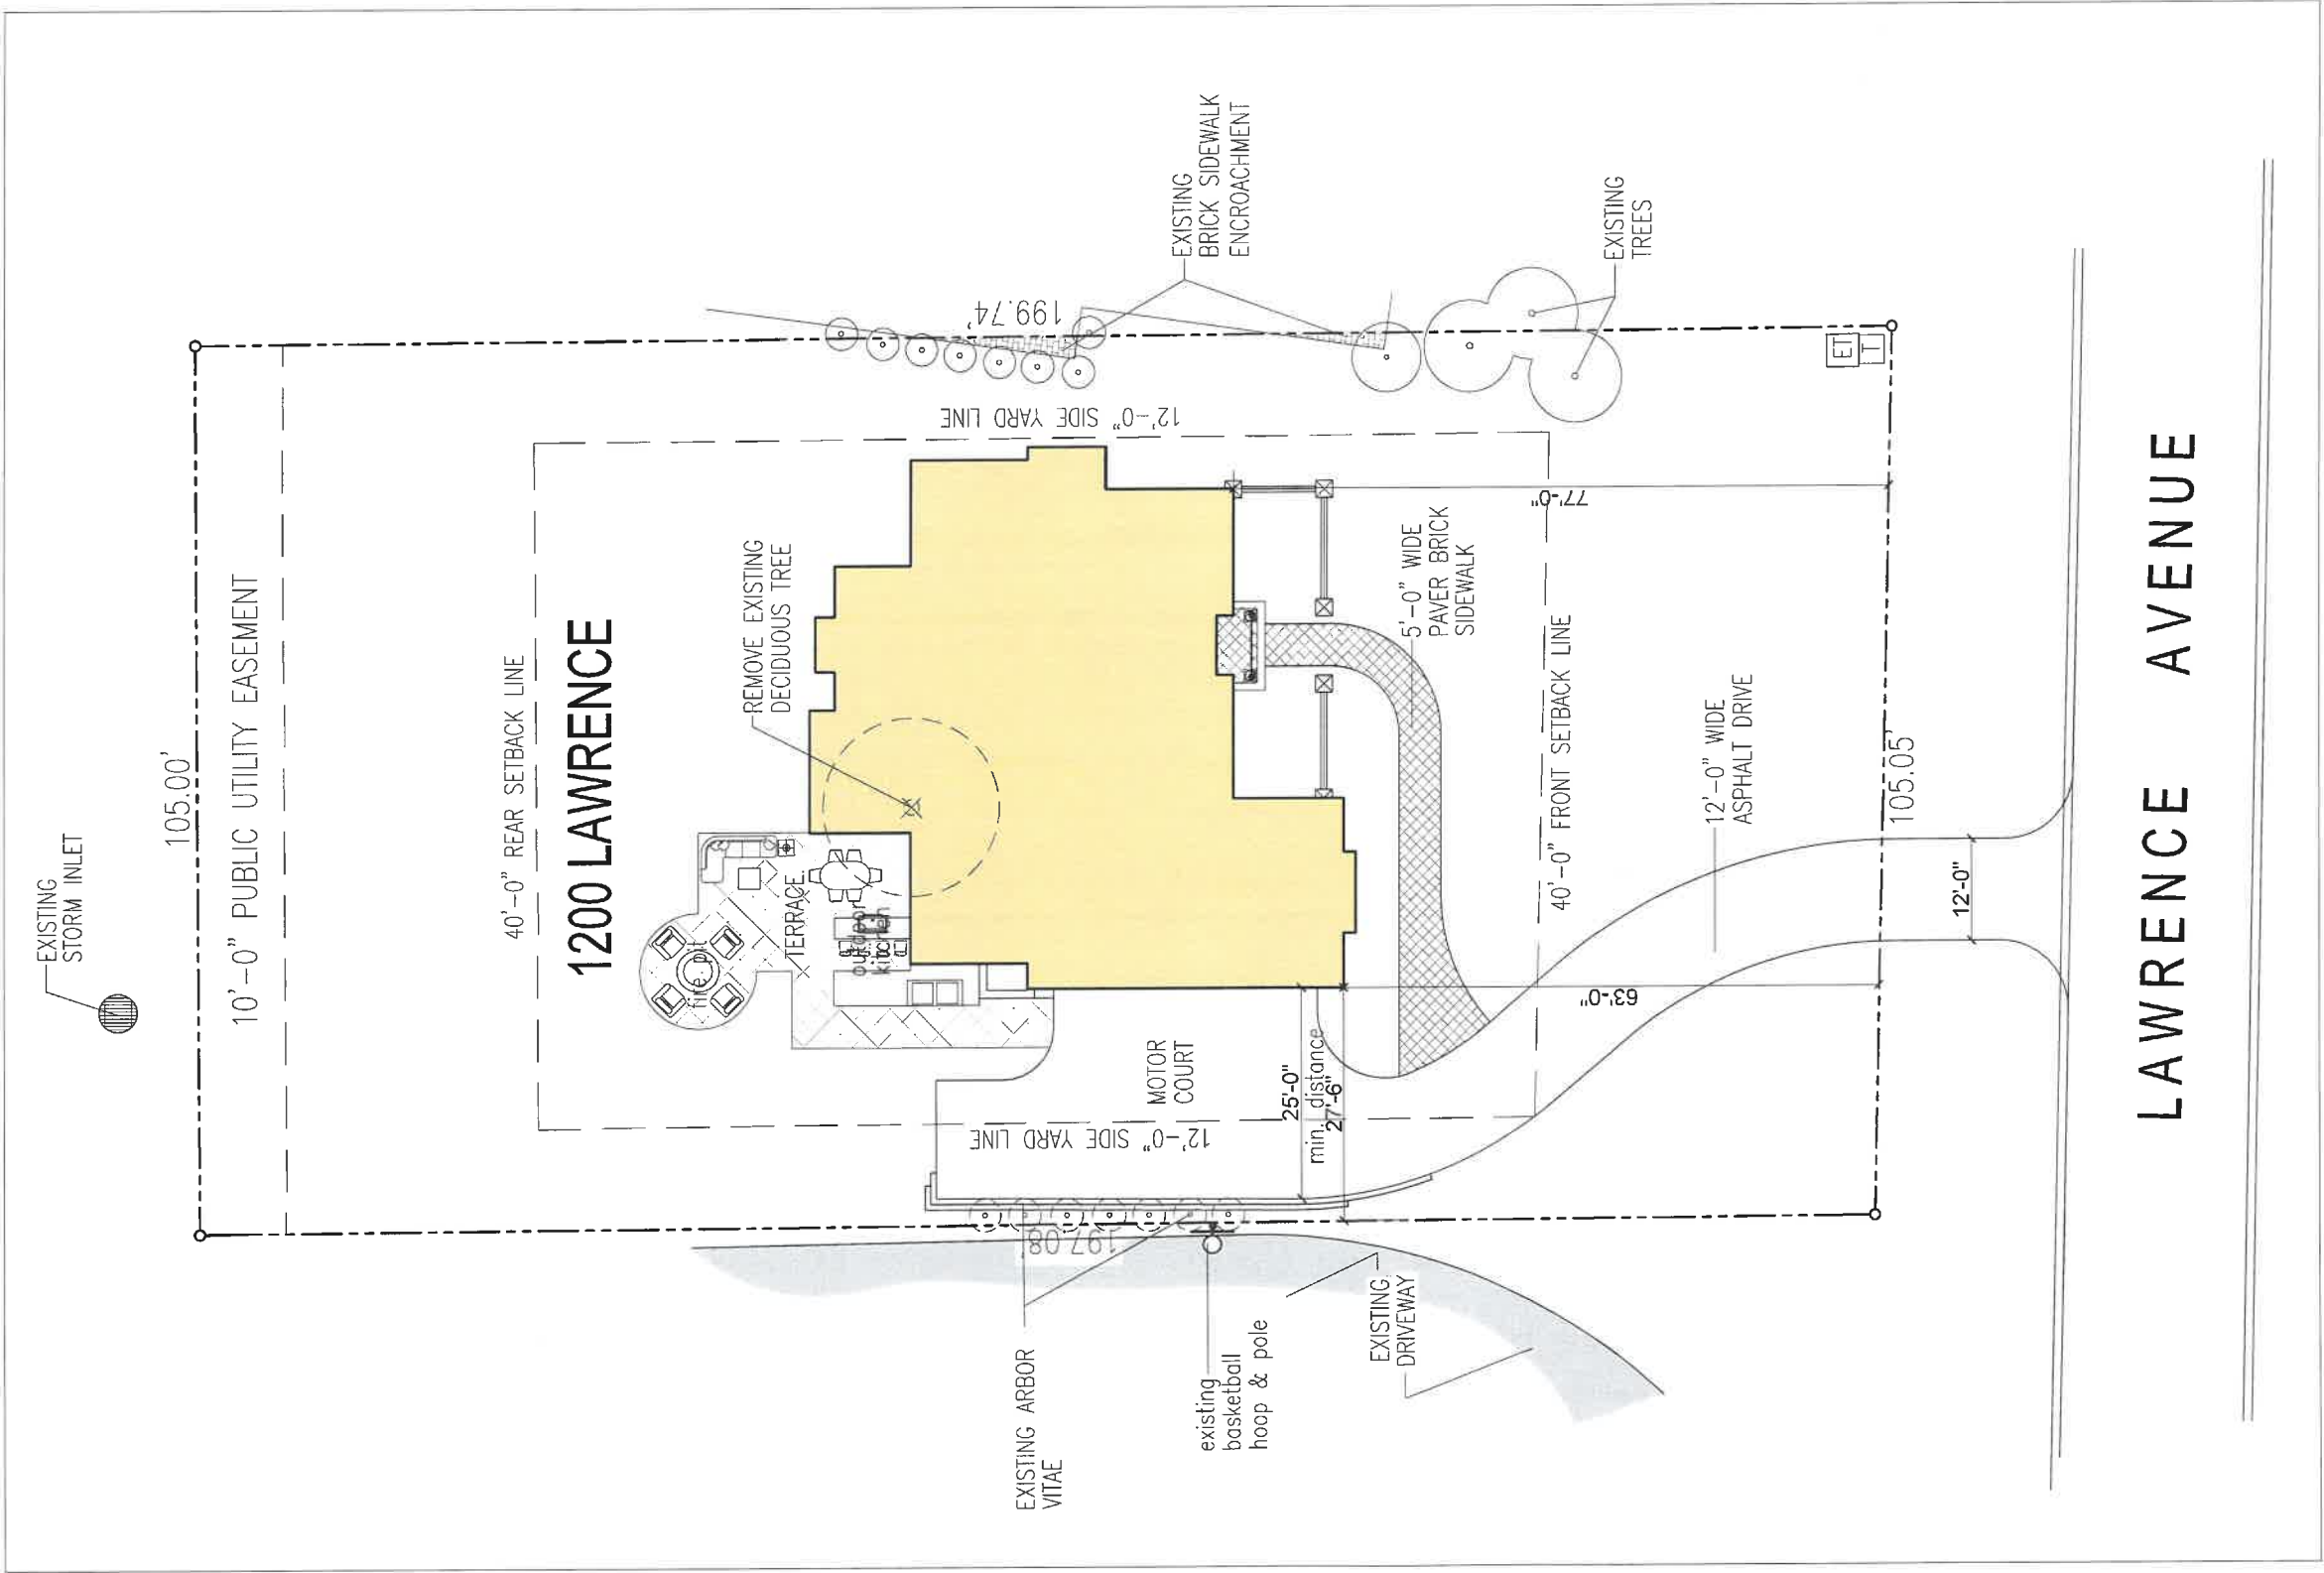 EXISTING
STORM INLET
105.00'
10'-0" PUBLIC UTILITY EASEMENT
40'-0" REAR SETBACK LINE
1200 LAWRENCE
REMOVE EXISTING
DECIDUOUS TREE
TERRACE
fire pit
outdoor
kitchen
12'-0" SIDE YARD LINE
199.74'
EXISTING
BRICK SIDEWALK
ENCROACHMENT
EXISTING
TREES
ET
T
77'-0"
5'-0" WIDE
PAVER BRICK
SIDEWALK
40'-0" FRONT SETBACK LINE
12'-0" WIDE
ASPHALT DRIVE
105.05'
63'-0"
12'-0"
MOTOR
COURT
25'-0"
min. distance
27'-6"
12'-0" SIDE YARD LINE
197.08
EXISTING ARBOR
VITAE
existing
basketball
hoop & pole
EXISTING
DRIVEWAY
LAWRENCE AVENUE